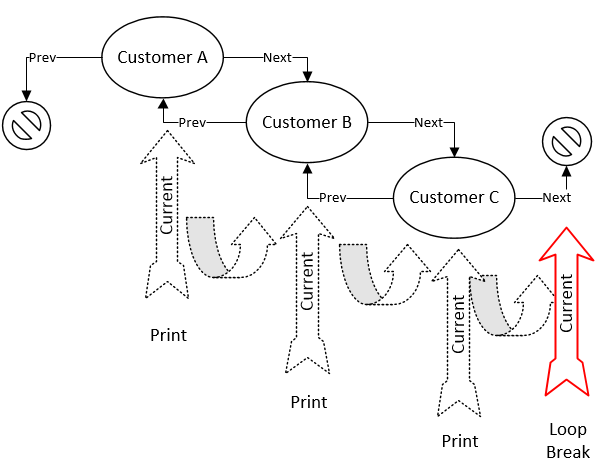 Prev
Customer A
Next
Prev
Customer B
Next
Prev
Customer C
Next
Current
Current
Current
Current
Print
Print
Print
Loop
Break